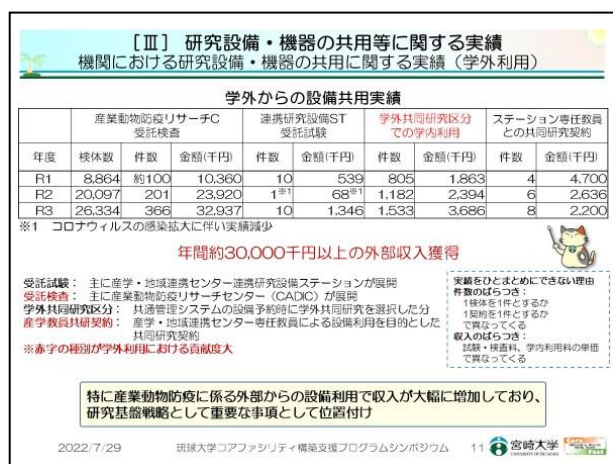 [Ⅲ] 研究設備・機器の共用等に関する実績
機関における研究設備・機器の共用に関する実績（学外利用）
学外からの設備共用実績
産業動物防疫リサーチC 受託検査 連携研究設備ST 受託試験 学外共同研究区分での学内利用 ステーション専任教員との共同研究契約
年度 検体数 件数 金額(千円) 件数 金額(千円) 件数 金額(千円) 件数 金額(千円)
R1 8,864 約100 10,360 10 539 805 1,863 4 4,700
R2 20,097 201 23,920 1※1 68※1 1,182 2,394 6 2,636
R3 26,334 366 32,937 10 1,346 1,533 3,686 8 2,200
※1 コロナウィルスの感染拡大に伴い実績減少
年間約30,000千円以上の外部収入獲得
受託試験： 主に産学・地域連携センター連携研究設備ステーションが展開
受託検査： 主に産業動物防疫リサーチセンター（CADIC）が展開
学外共同研究区分： 共通管理システムの設備予約時に学外共同研究を選択した分
産学教員共研契約： 産学・地域連携センター専任教員による設備利用を目的とした
共同研究契約
※赤字の種別が学外利用における貢献度大
実績をひとまとめにできない理由
件数のばらつき：
1検体を1件とするか
1契約を1件とするか
で異なってくる
収入のばらつき：
試験・検査料、学内利用料の単価
で異なってくる
特に産業動物防疫に係る外部からの設備利用で収入が大幅に増加しており、
研究基盤戦略として重要な事項として位置付け
2022/7/29 琉球大学コアファシリティ構築支援プログラムシンポジウム 11 宮崎大学